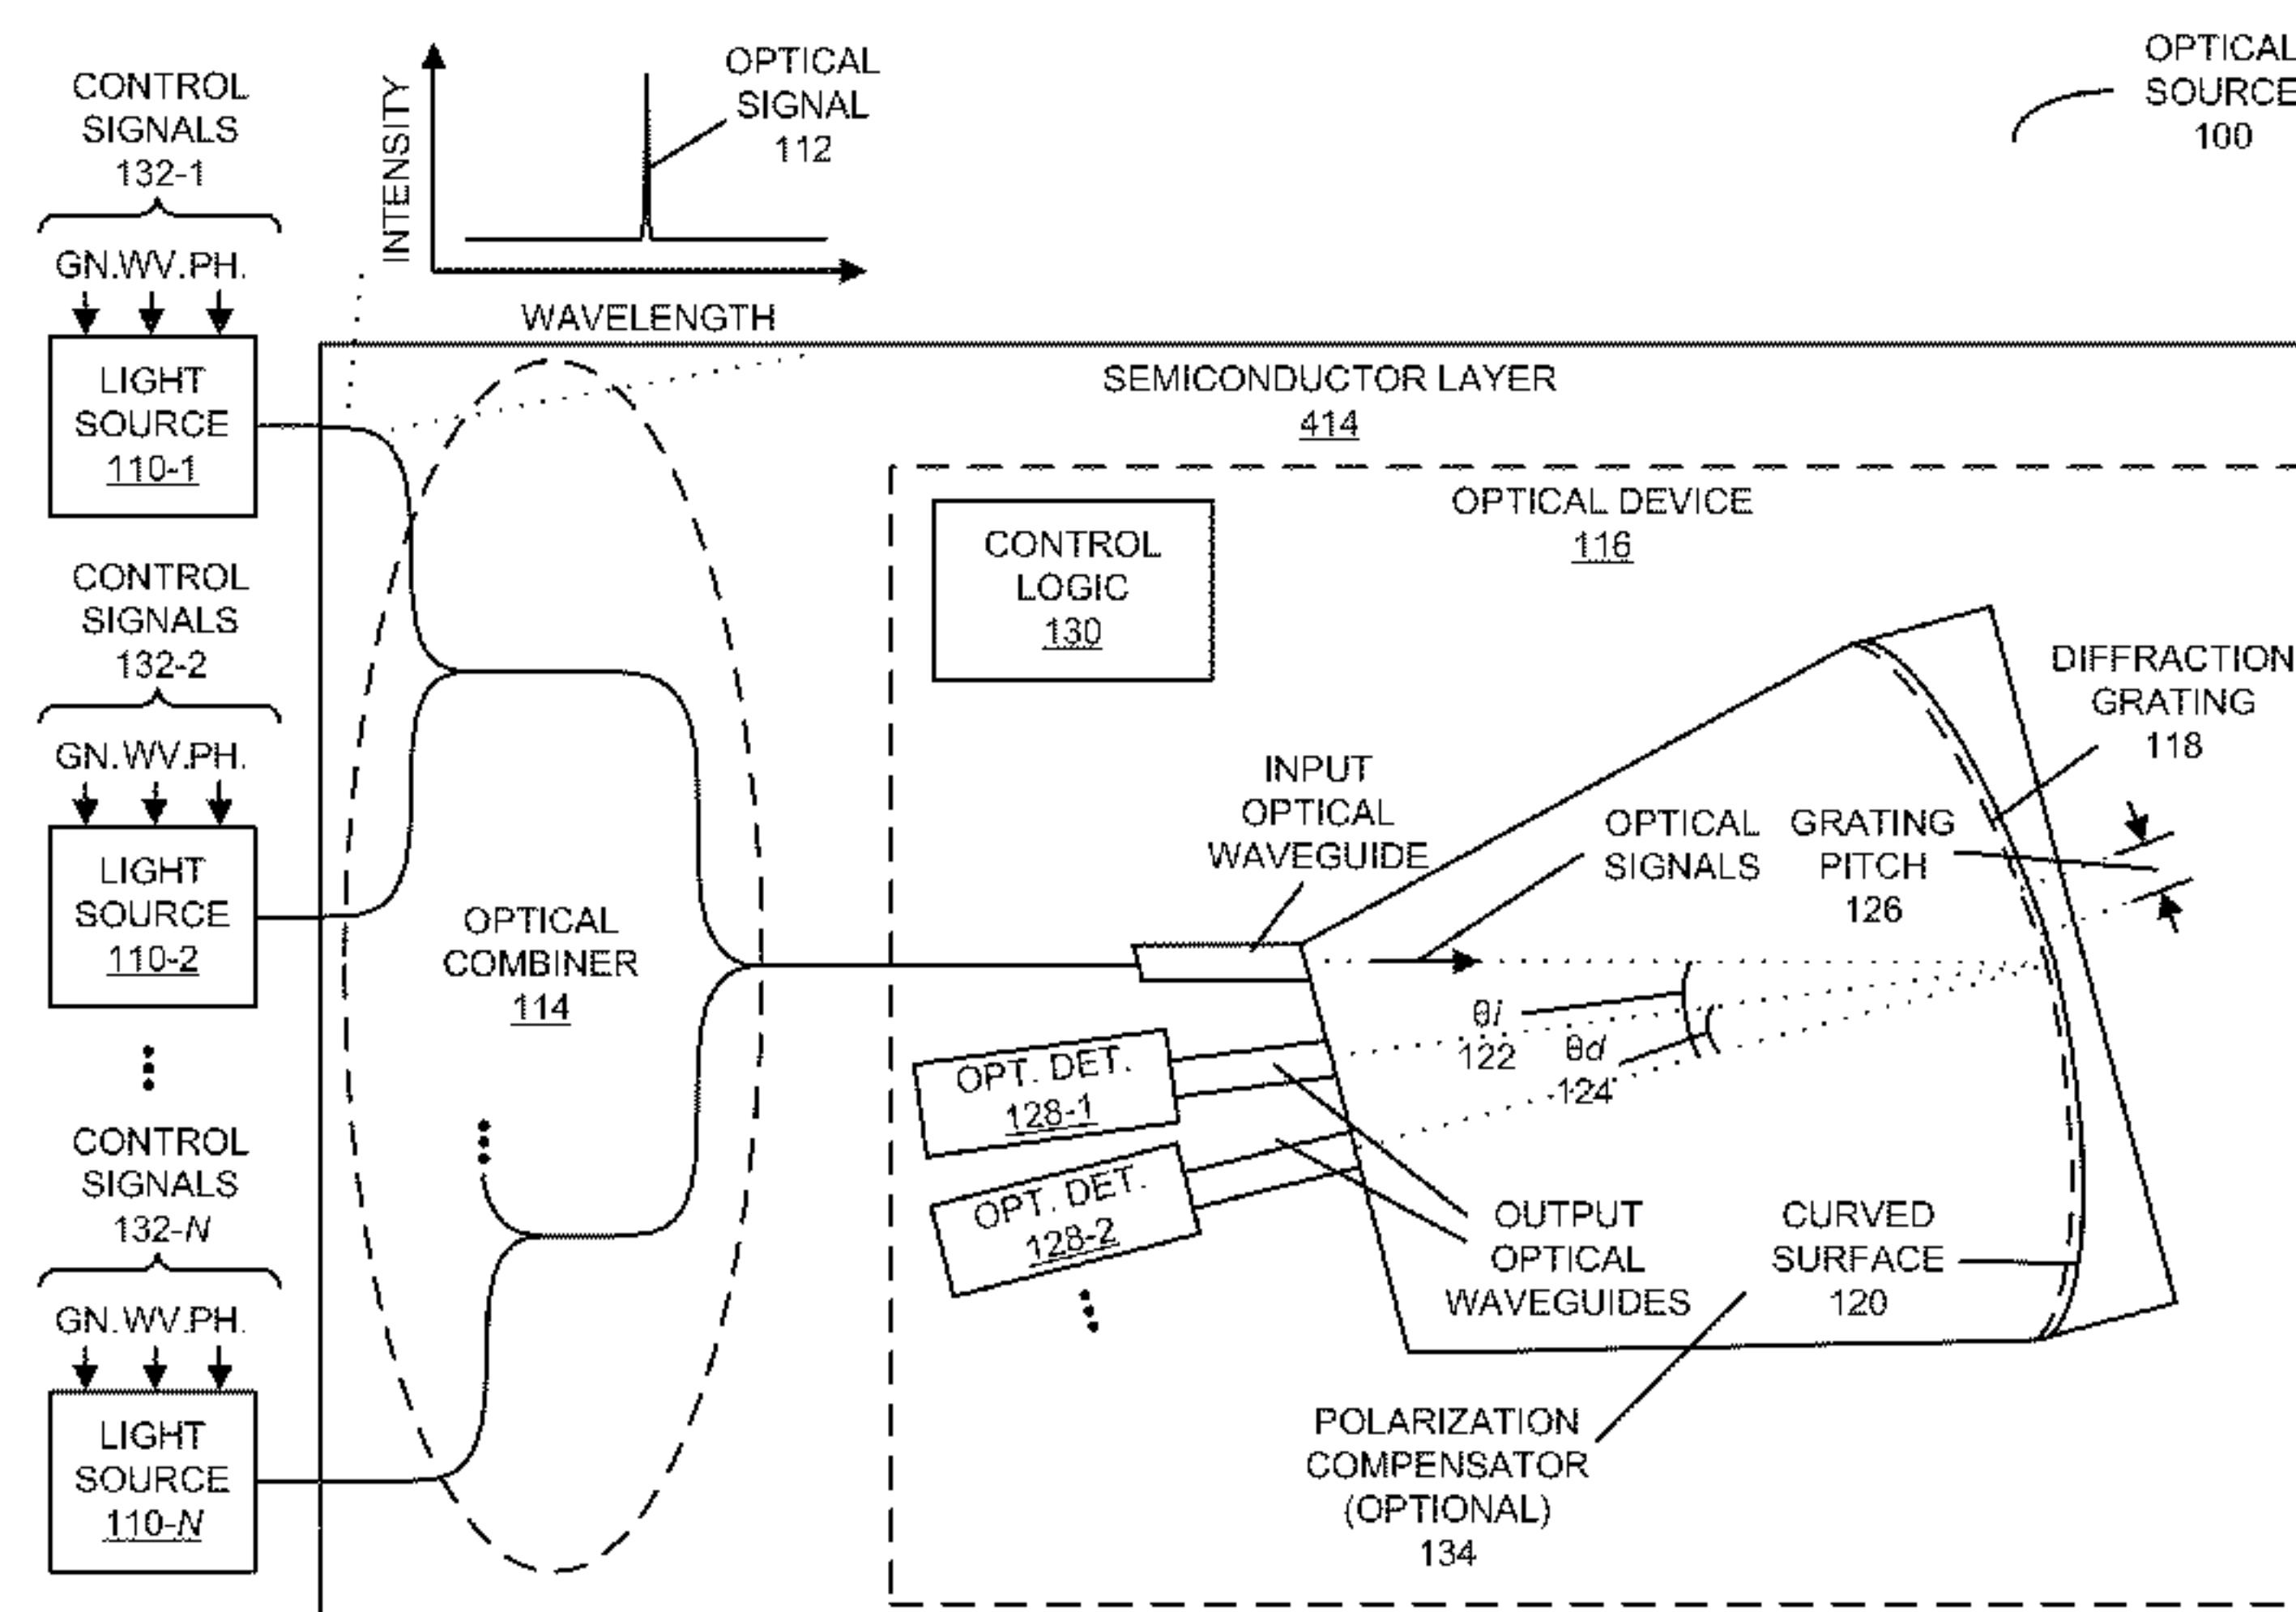 CONTROL
SIGNALS
132-1
GN. WV. PH.
LIGHT
SOURCE
110-1
CONTROL
SIGNALS
132-2
GN. WV. PH.
LIGHT
SOURCE
110-2
CONTROL
SIGNALS
132-N
GN. WV. PH.
LIGHT
SOURCE
110-N
INTENSITY
WAVELENGTH
OPTICAL
SIGNAL
112
OPTICAL
SOURCE
100
SEMICONDUCTOR LAYER
414
OPTICAL
COMBINER
114
OPTICAL DEVICE
116
CONTROL
LOGIC
130
INPUT
OPTICAL
WAVEGUIDE
OPTICAL
SIGNALS
GRATING
PITCH
126
DIFFRACTION
GRATING
118
θi
122
θd
124
OPT. DET.
128-1
OPT. DET.
128-2
OUTPUT
OPTICAL
WAVEGUIDES
CURVED
SURFACE
120
POLARIZATION
COMPENSATOR
(OPTIONAL)
134